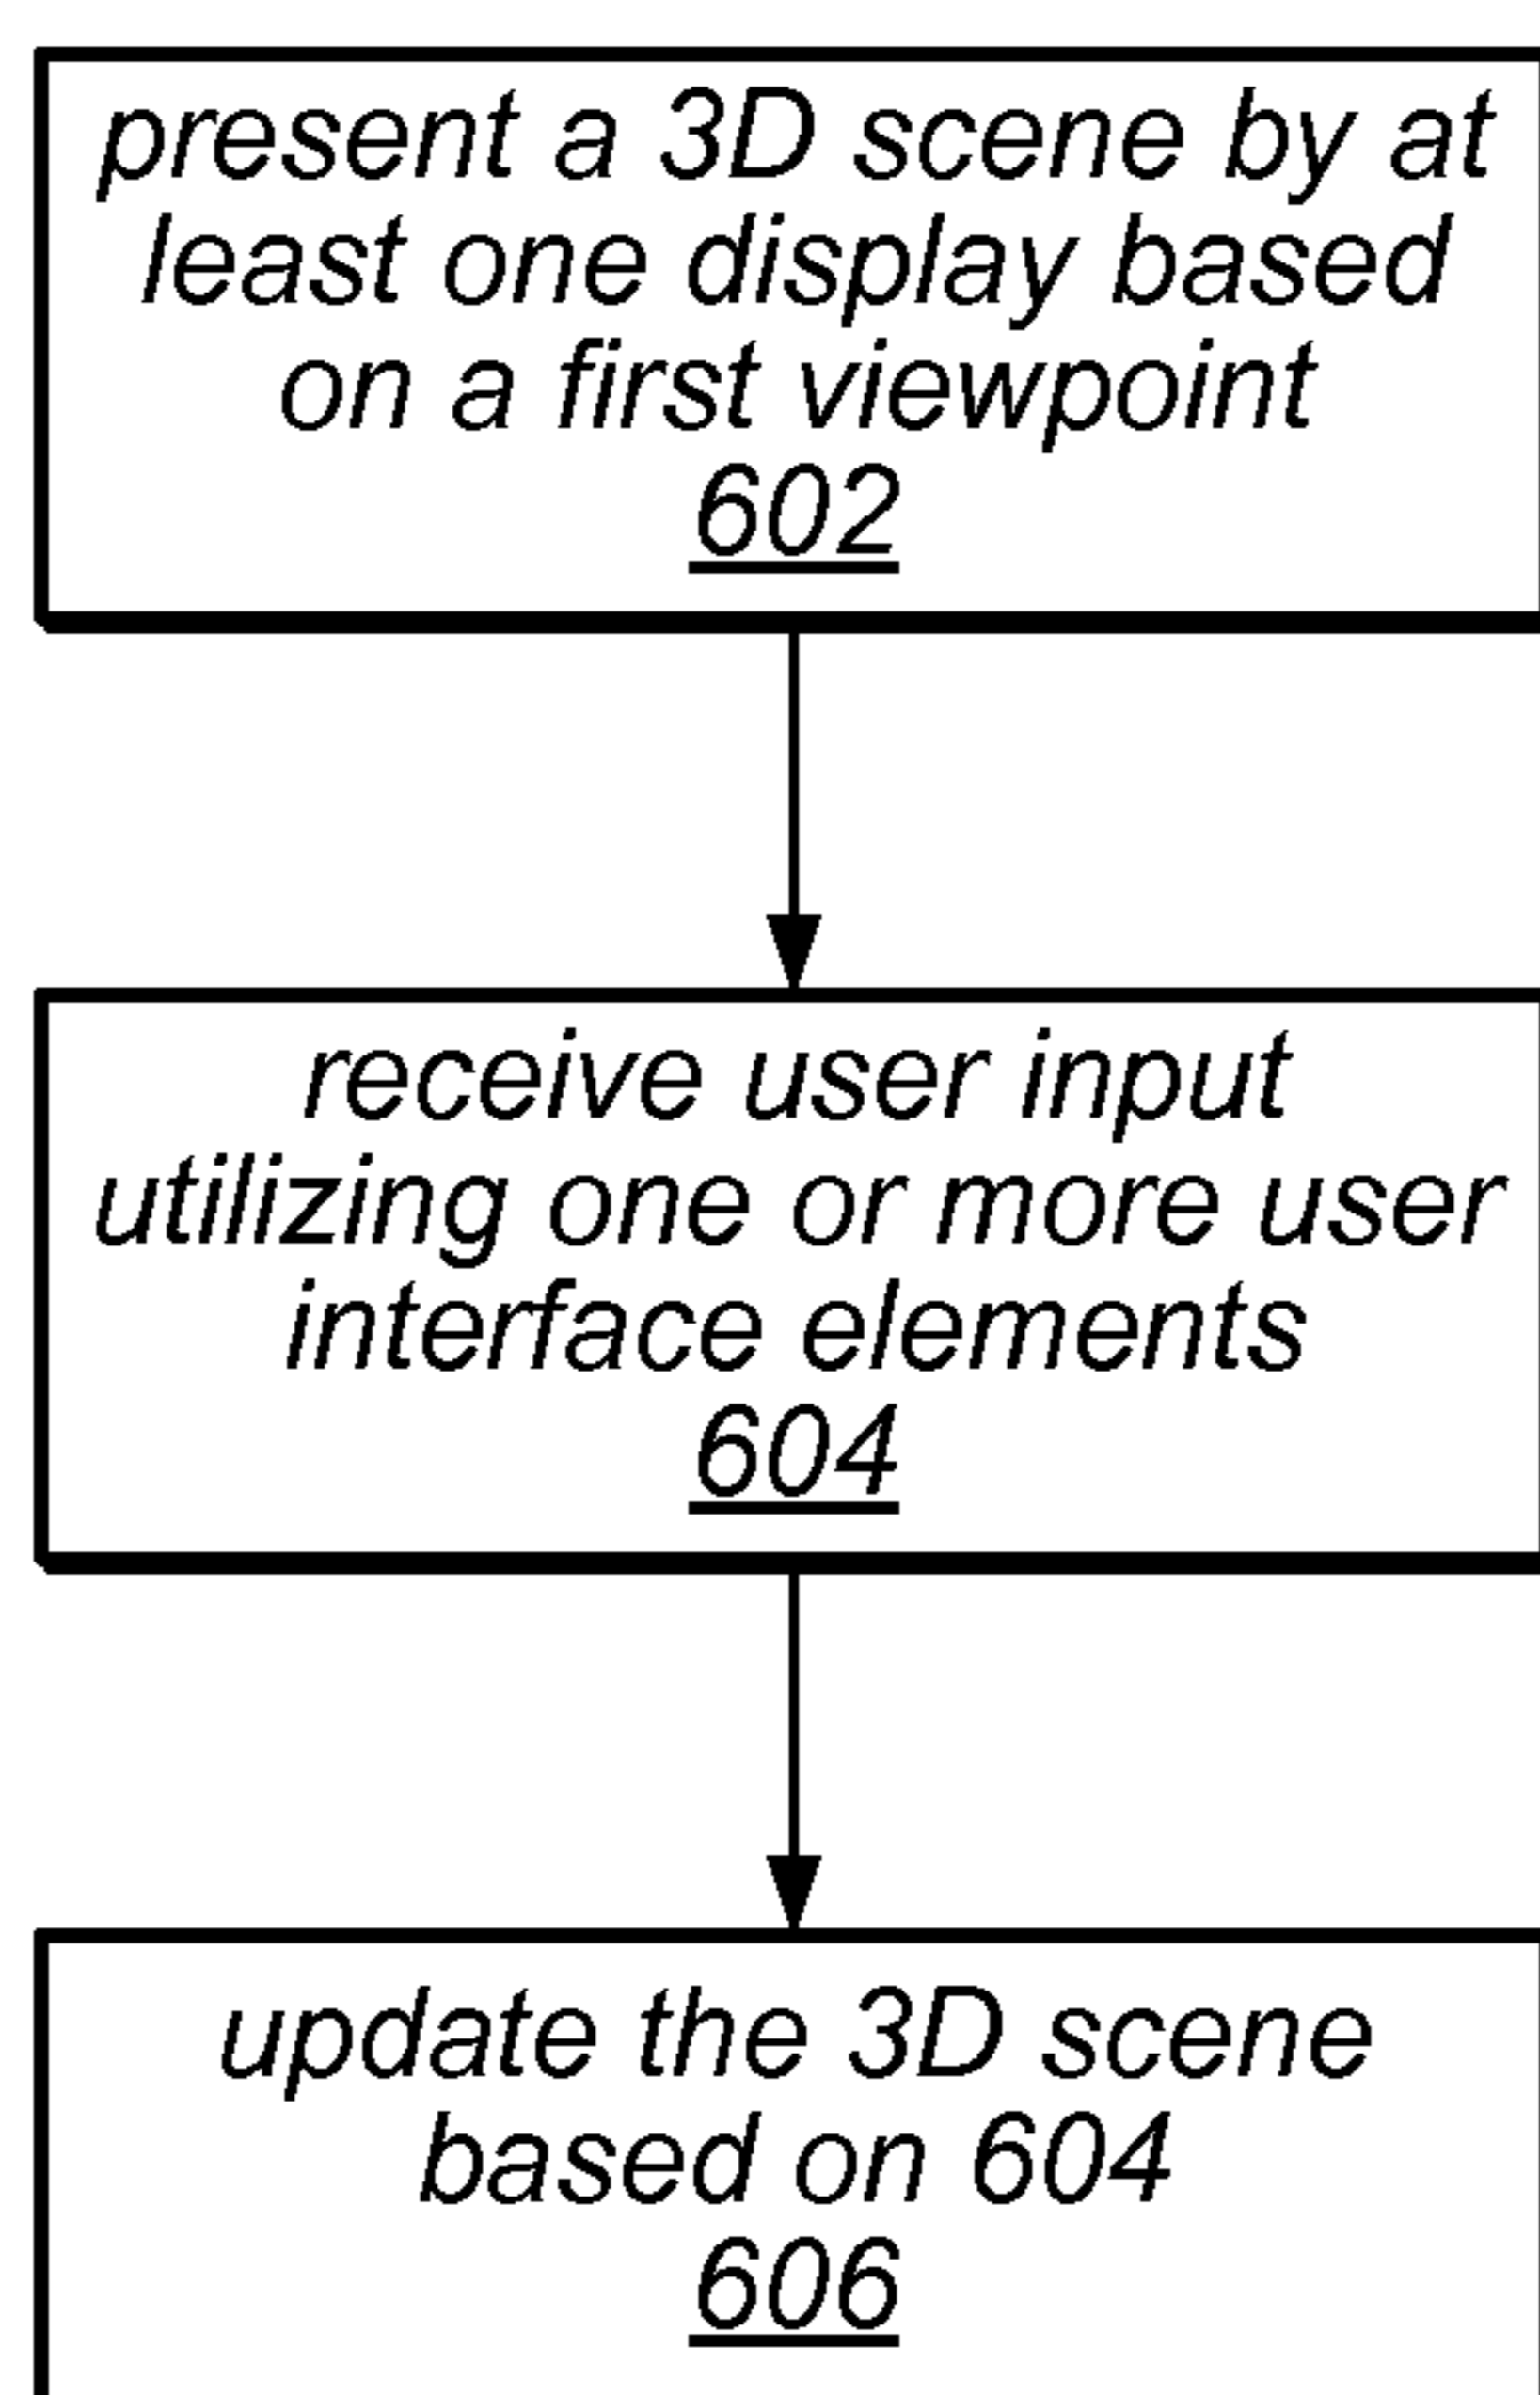 present a 3D scene by at
least one display based
on a first viewpoint
602
receive user input
utilizing one or more user
interface elements
604
update the 3D scene
based on 604
606